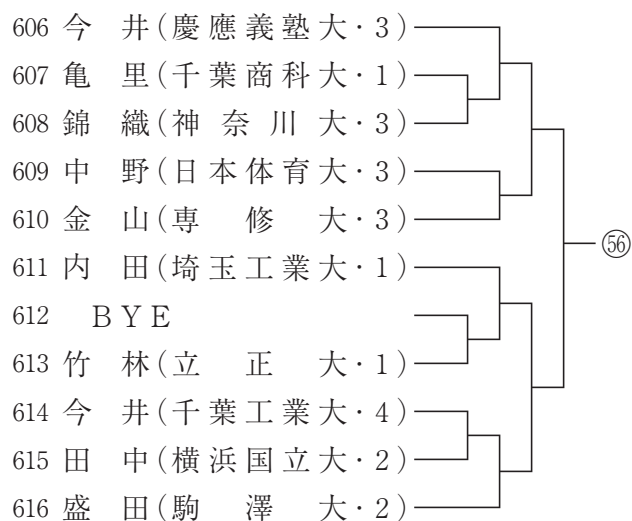 606 今井(慶應義塾大・3)
607 亀里(千葉商科大・1)
608 錦織(神奈川大・3)
609 中野(日本体育大・3)
610 金山(専修大・3)
㊶
611 内田(埼玉工業大・1)
612 BYE
613 竹林(立正大・1)
614 今井(千葉工業大・4)
615 田中(横浜国立大・2)
616 盛田(駒澤大・2)